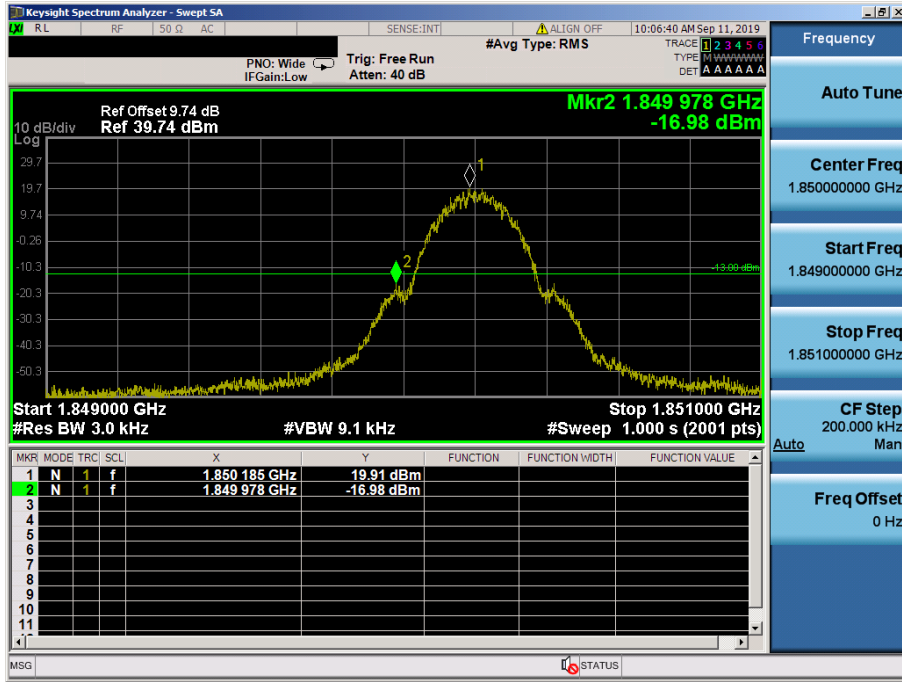 Keysight Spectrum Analyzer - Swept SA
LXI RL RF 50 Ω AC SENSE:INT ALIGN OFF 10:06:40 AM Sep 11, 2019
PNO: Wide
IFGain:Low
Trig: Free Run
Atten: 40 dB
#Avg Type: RMS
TRACE 1 2 3 4 5 6
TYPE M WWWWW
DET A A A A A A
Ref Offset 9.74 dB
10 dB/div Ref 39.74 dBm
Log
Mkr2 1.849 978 GHz
-16.98 dBm
29.7
19.7
9.74
-0.26
-10.3
-20.3
-30.3
-40.3
-50.3
1
2
-13.00 dBm
Start 1.849000 GHz Stop 1.851000 GHz
#Res BW 3.0 kHz #VBW 9.1 kHz #Sweep 1.000 s (2001 pts)
MKR MODE TRC SCL X Y FUNCTION FUNCTION WIDTH FUNCTION VALUE
1 N 1 f 1.850 185 GHz 19.91 dBm
2 N 1 f 1.849 978 GHz -16.98 dBm
3
4
5
6
7
8
9
10
11
MSG STATUS
Frequency
Auto Tune
Center Freq
1.850000000 GHz
Start Freq
1.849000000 GHz
Stop Freq
1.851000000 GHz
CF Step
200.000 kHz
Auto Man
Freq Offset
0 Hz